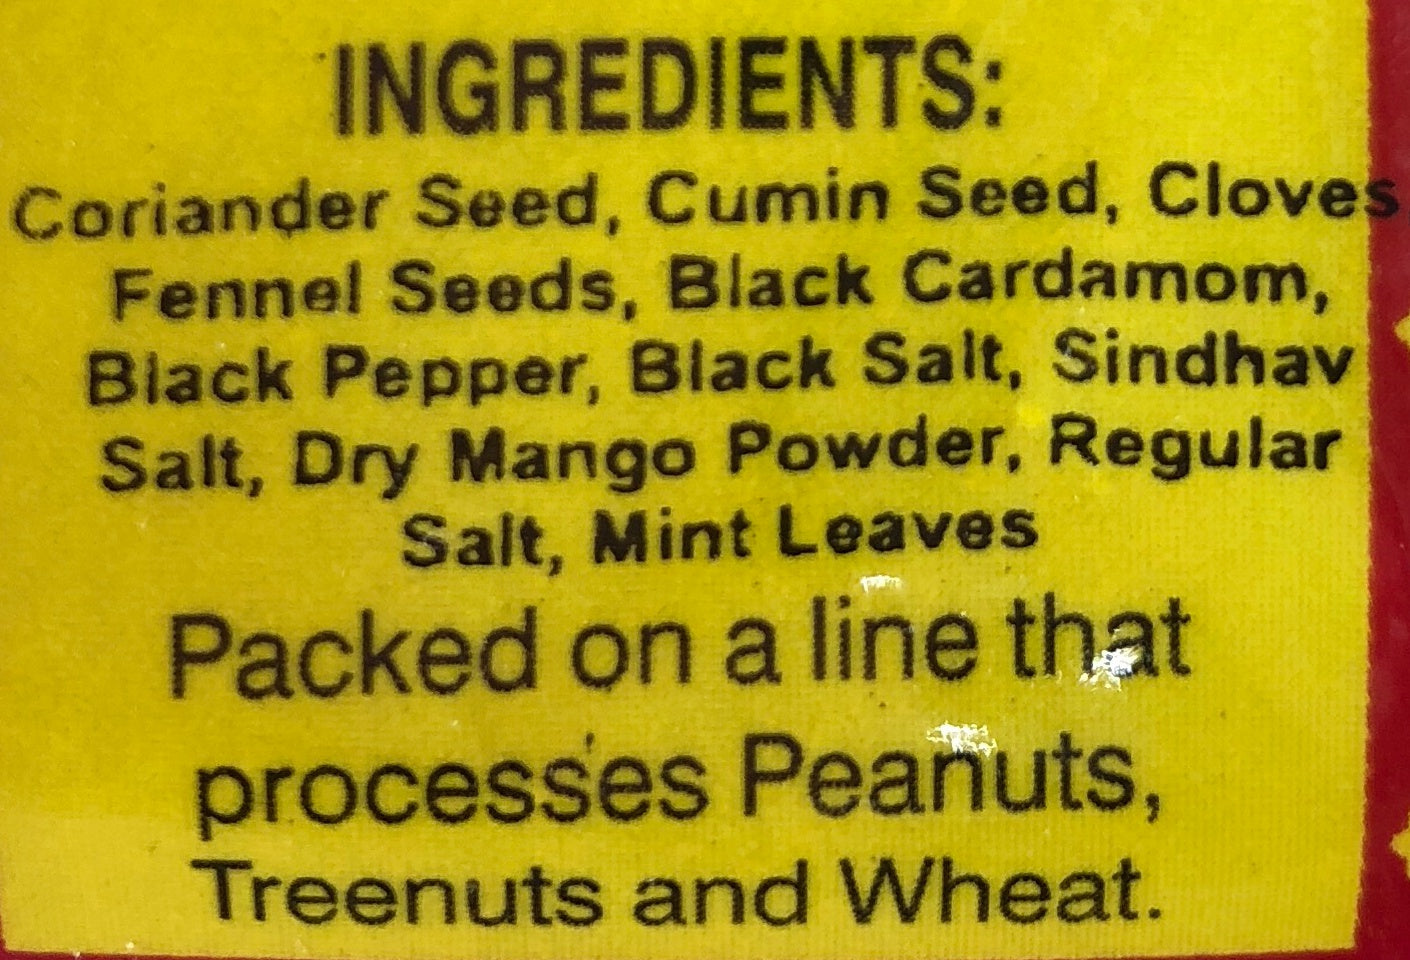 INGREDIENTS:
Coriander Seed, Cumin Seed, Cloves
Fennel Seeds, Black Cardamom,
Black Pepper, Black Salt, Sindhav
Salt, Dry Mango Powder, Regular
Salt, Mint Leaves
Packed on a line that
processes Peanuts,
Treenuts and Wheat.